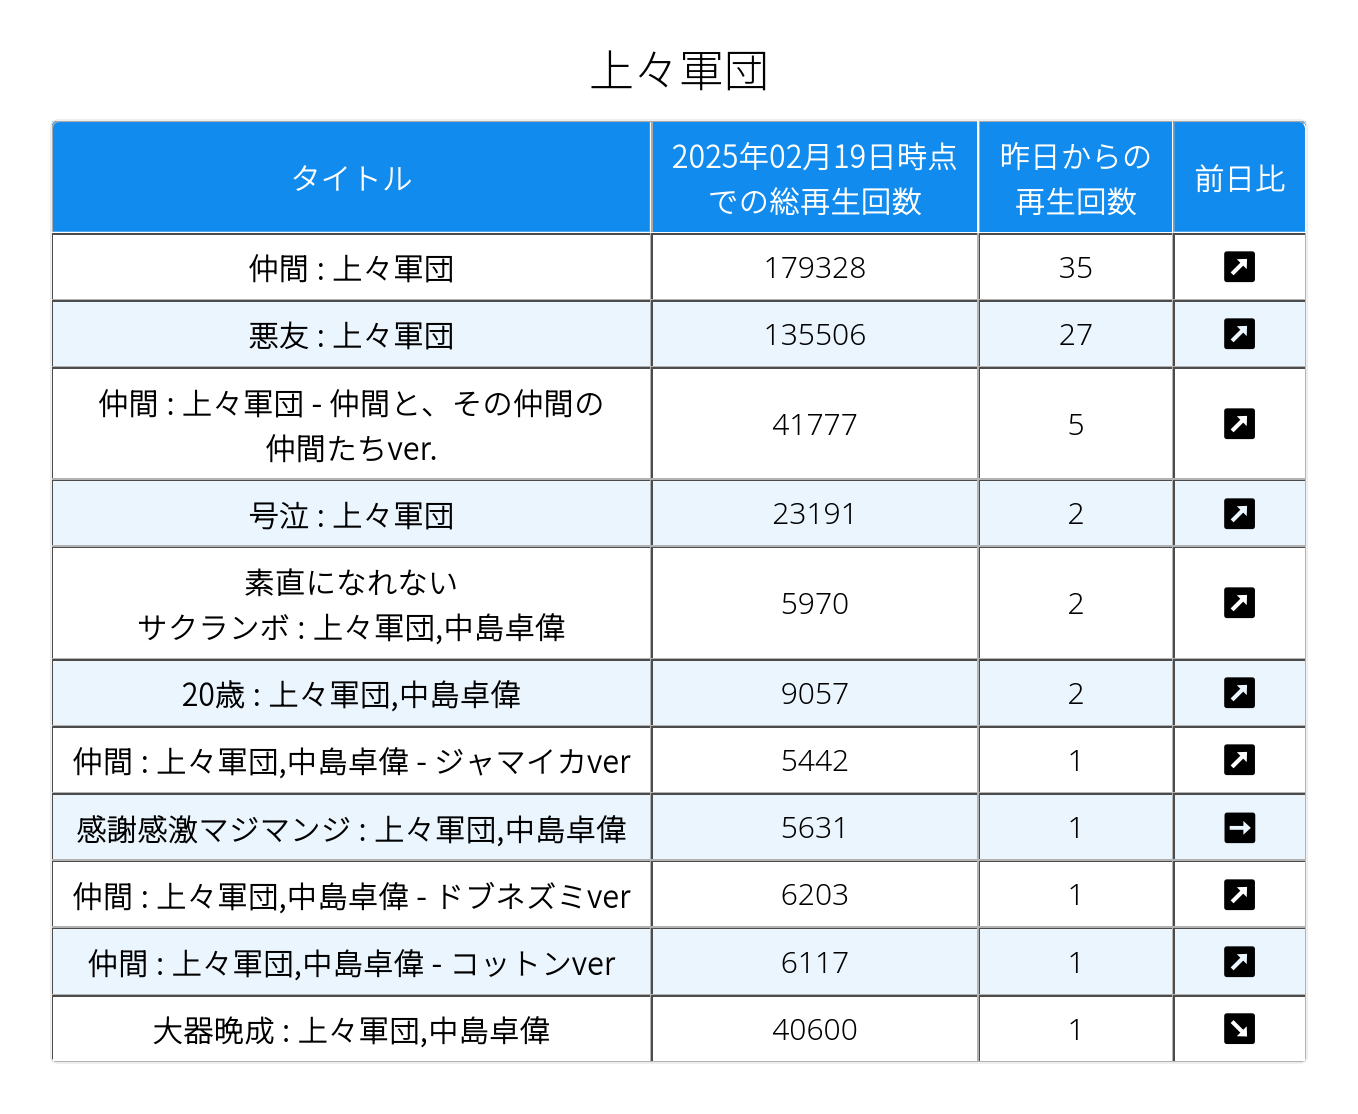 上々軍団
タイトル
2025年02月19日時点
での総再生回数
昨日からの
再生回数
前日比
仲間 : 上々軍団
179328
35
悪友 : 上々軍団
135506
27
仲間 : 上々軍団 - 仲間と、その仲間の
仲間たちver.
41777
5
号泣 : 上々軍団
23191
2
素直になれない
サクランボ : 上々軍団,中島卓偉
5970
2
20歳 : 上々軍団,中島卓偉
9057
2
仲間 : 上々軍団,中島卓偉 - ジャマイカver
5442
1
感謝感激マジマンジ : 上々軍団,中島卓偉
5631
1
仲間 : 上々軍団,中島卓偉 - ドブネズミver
6203
1
仲間 : 上々軍団,中島卓偉 - コットンver
6117
1
大器晩成 : 上々軍団,中島卓偉
40600
1